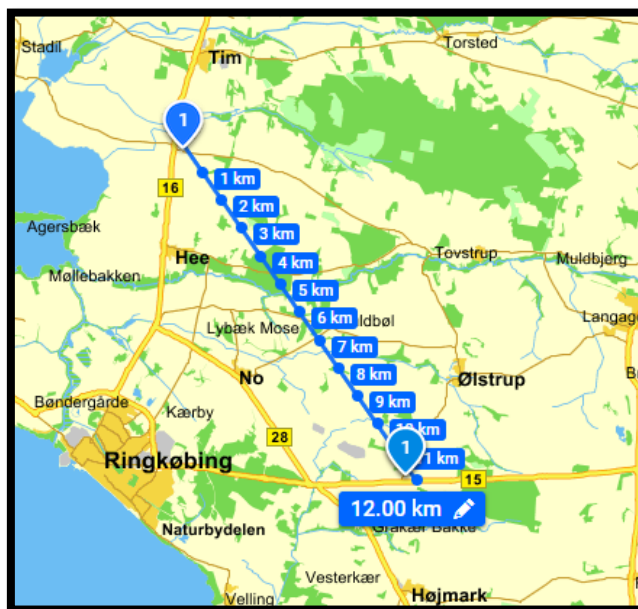 Stadil
Tim
Torsted
1
16
1 km
2 km
Agersbæk
3 km
Hee
4 km
Tovstrup
Muldbjerg
Møllebakken
5 km
6 km
Lybæk Mose
7 km
8 km
No
Ølstrup
9 km
Bøndergårde
Kærby
28
1
Ringkøbing
15
12.00 km
Naturbydelen
Vesterkær
Velling
Højmark